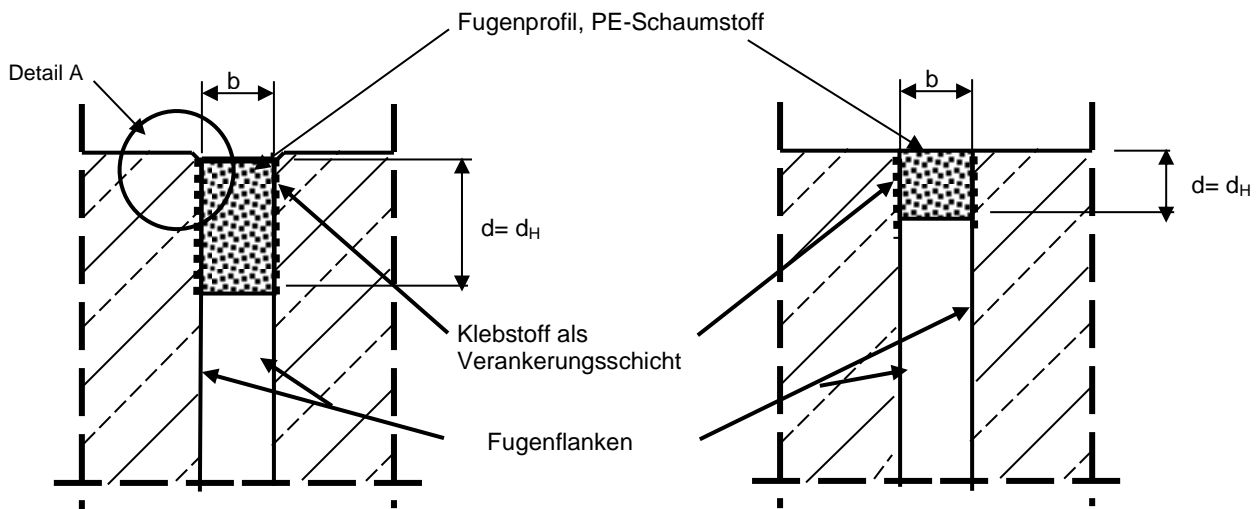 Fugenprofil, PE-Schaumstoff
Detail A
b
b
d= dH
d= dH
Klebstoff als
Verankerungsschicht
Fugenflanken